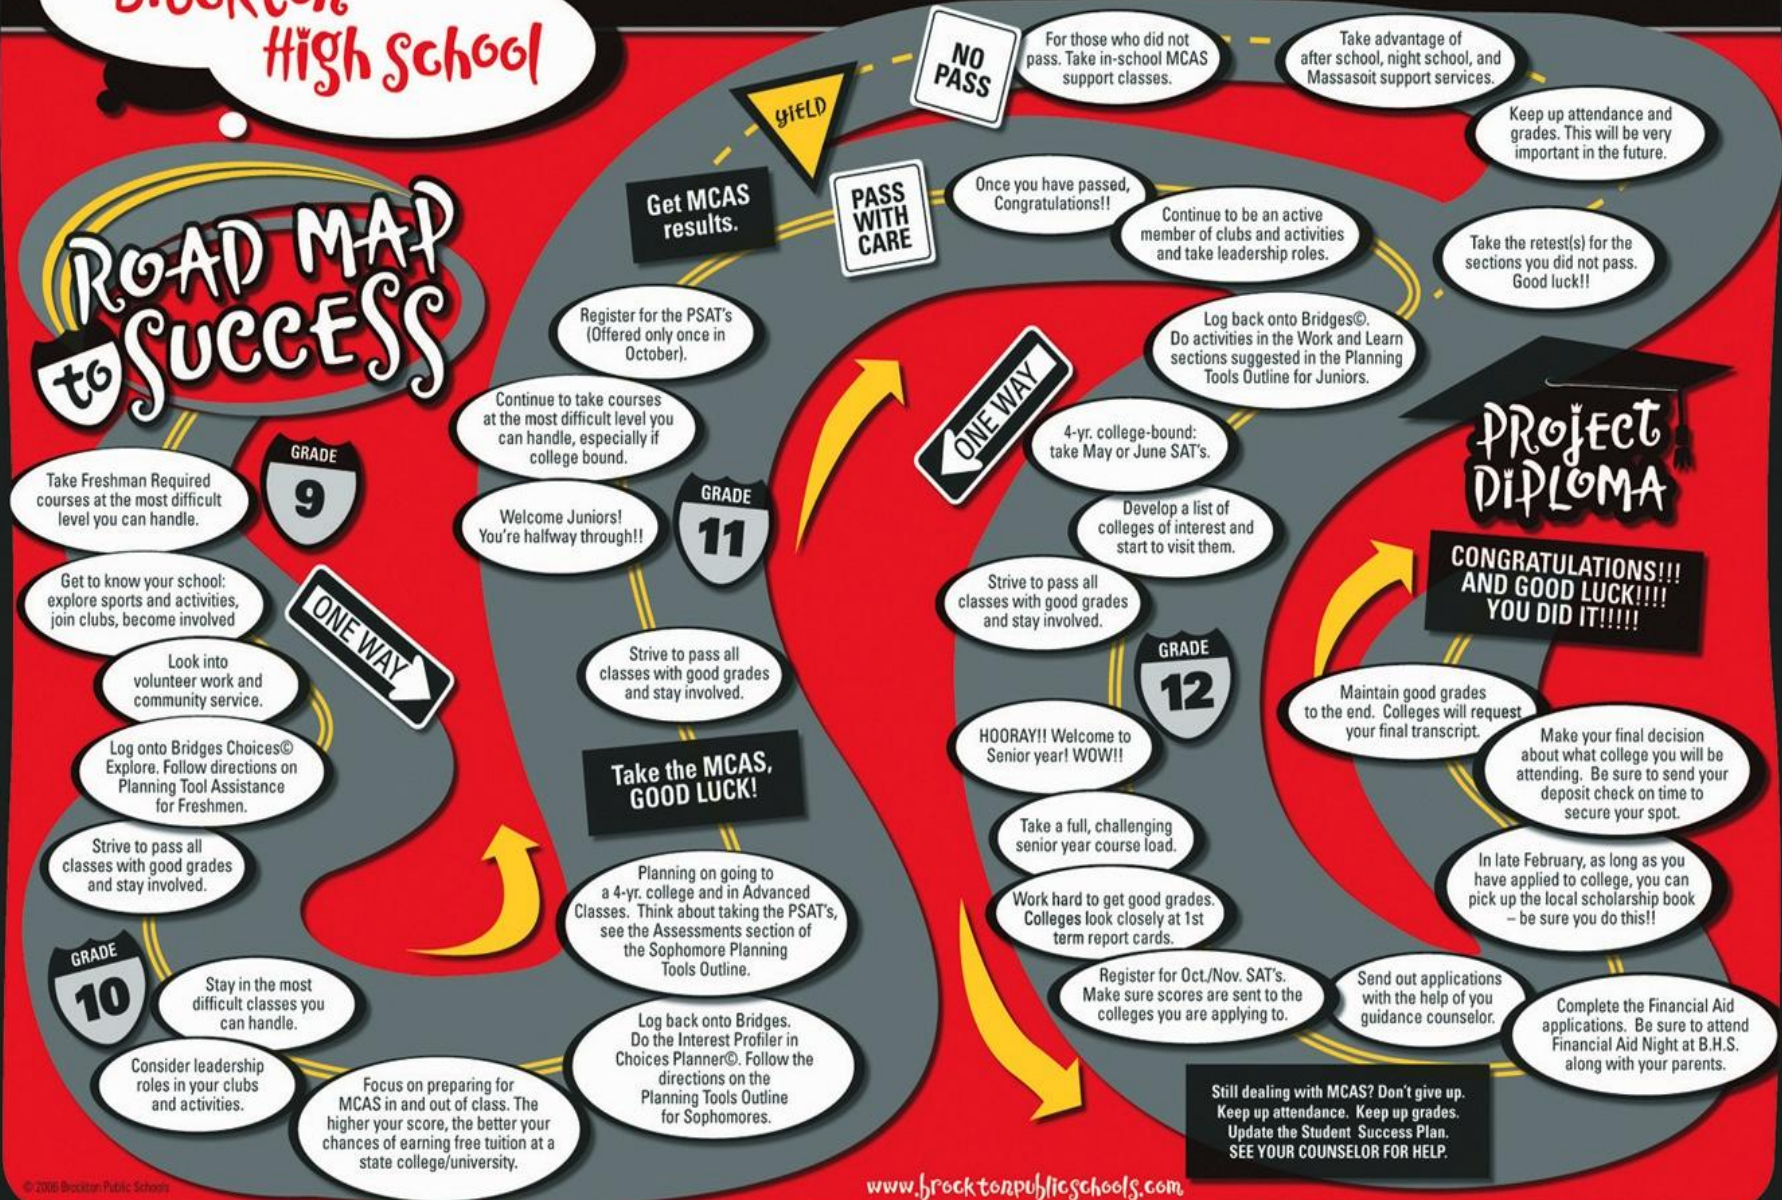 Brockton
High School
ROAD MAP
to SUCCESS
GRADE
9
Take Freshman Required
courses at the most difficult
level you can handle.
Get to know your school:
explore sports and activities,
join clubs, become involved
ONE WAY
Look into
volunteer work and
community service.
Log onto Bridges Choices©
Explore. Follow directions on
Planning Tool Assistance
for Freshmen.
Strive to pass all
classes with good grades
and stay involved.
GRADE
10
Stay in the most
difficult classes you
can handle.
Consider leadership
roles in your clubs
and activities.
Focus on preparing for
MCAS in and out of class. The
higher your score, the better your
chances of earning free tuition at a
state college/university.
Log back onto Bridges.
Do the Interest Profiler in
Choices Planner©. Follow the
directions on the
Planning Tools Outline
for Sophomores.
Planning on going to
a 4-yr. college and in Advanced
Classes. Think about taking the PSAT's,
see the Assessments section of
the Sophomore Planning
Tools Outline.
Take the MCAS,
GOOD LUCK!
Strive to pass all
classes with good grades
and stay involved.
GRADE
11
Welcome Juniors!
You're halfway through!!
Continue to take courses
at the most difficult level you
can handle, especially if
college bound.
Register for the PSAT's
(Offered only once in
October).
Get MCAS
results.
YIELD
NO
PASS
For those who did not
pass. Take in-school MCAS
support classes.
Take advantage of
after school, night school, and
Massasoit support services.
Keep up attendance and
grades. This will be very
important in the future.
Take the retest(s) for the
sections you did not pass.
Good luck!!
PASS
WITH
CARE
Once you have passed,
Congratulations!!
Continue to be an active
member of clubs and activities
and take leadership roles.
Log back onto Bridges©.
Do activities in the Work and Learn
sections suggested in the Planning
Tools Outline for Juniors.
ONE WAY
4-yr. college-bound:
take May or June SAT's.
Develop a list of
colleges of interest and
start to visit them.
Strive to pass all
classes with good grades
and stay involved.
GRADE
12
HOORAY!! Welcome to
Senior year! WOW!!
Take a full, challenging
senior year course load.
Work hard to get good grades.
Colleges look closely at 1st
term report cards.
Register for Oct./Nov. SAT's.
Make sure scores are sent to the
colleges you are applying to.
Send out applications
with the help of you
guidance counselor.
Complete the Financial Aid
applications. Be sure to attend
Financial Aid Night at B.H.S.
along with your parents.
Still dealing with MCAS? Don't give up.
Keep up attendance. Keep up grades.
Update the Student Success Plan.
SEE YOUR COUNSELOR FOR HELP.
In late February, as long as you
have applied to college, you can
pick up the local scholarship book
– be sure you do this!!
Make your final decision
about what college you will be
attending. Be sure to send your
deposit check on time to
secure your spot.
Maintain good grades
to the end. Colleges will request
your final transcript.
CONGRATULATIONS!!!
AND GOOD LUCK!!!!
YOU DID IT!!!!!
PROJECT
DIPLOMA
© 2006 Brockton Public Schools
www.brocktonpublicschools.com